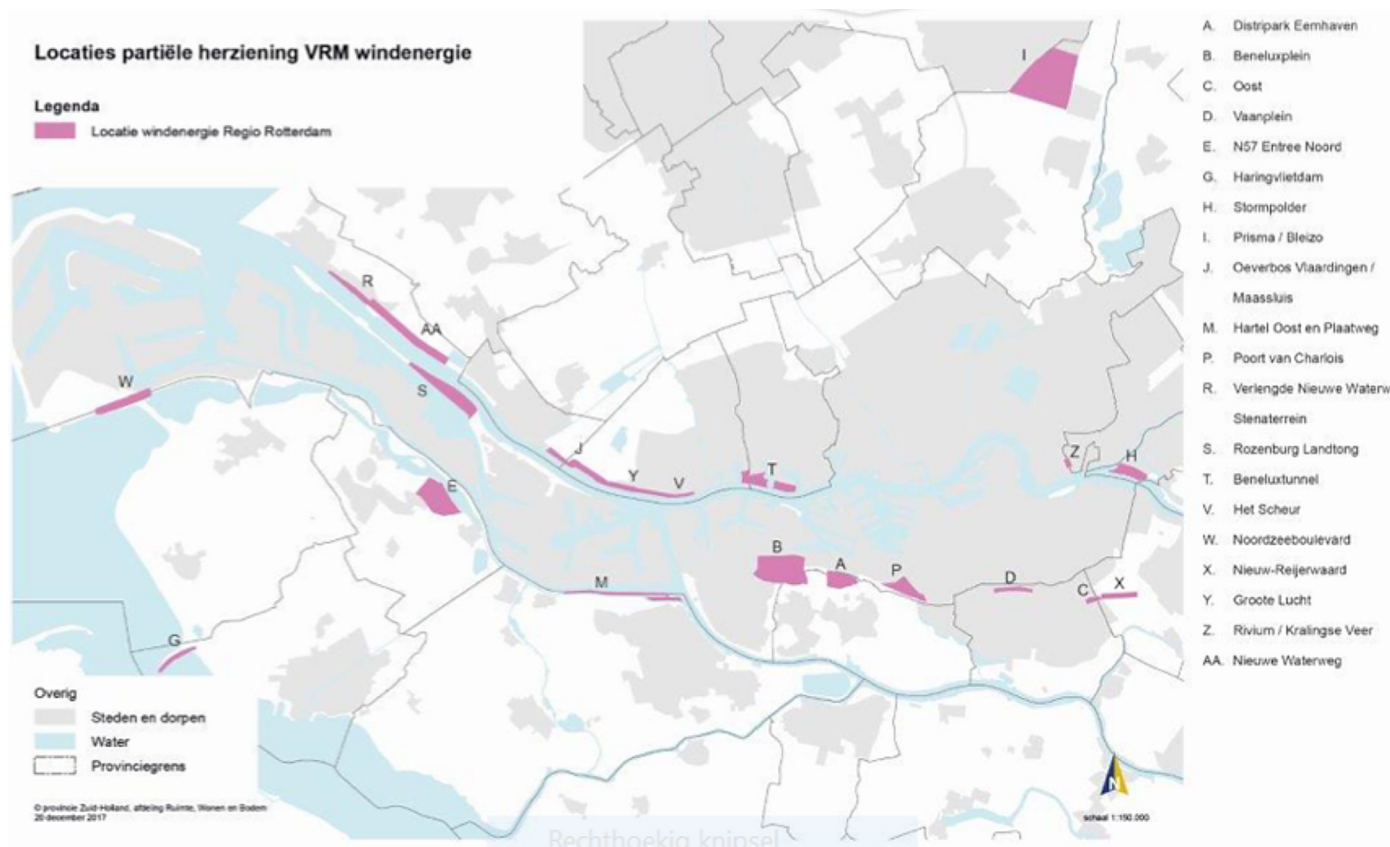 Locaties partiële herziening VRM windenergie
Legenda
Locatie windenergie Regio Rotterdam
I
R
AA
W
S
J
Y
V
T
Z
H
E
B
A
P
M
D
C
X
G
Overig
Steden en dorpen
Water
Provinciegrens
© provincie Zuid-Holland, afdeling Ruimte, Wonen en Bodem
20 december 2017
N
schaal 1:150.000
Rechthoekig knipsel
A. Distripark Eemhaven
B. Beneluxplein
C. Oost
D. Vaanplein
E. N57 Entree Noord
G. Haringvlietdam
H. Stormpolder
I. Prisma / Bleizo
J. Oeverbos Vlaardingen /
Maassluis
M. Hartel Oost en Plaatweg
P. Poort van Charlois
R. Verlengde Nieuwe Waterw
Stenaterrein
S. Rozenburg Landtong
T. Beneluxtunnel
V. Het Scheur
W. Noordzeeboulevard
X. Nieuw-Reijerwaard
Y. Groote Lucht
Z. Rivium / Kralingse Veer
AA. Nieuwe Waterweg